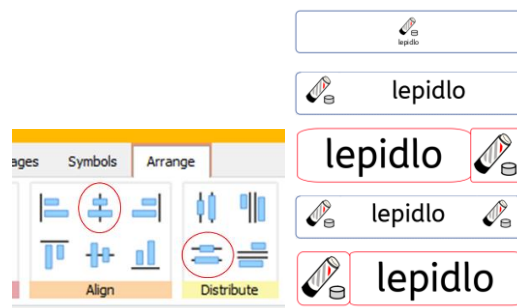 lepidlo
lepidlo
lepidlo
lepidlo
lepidlo
ages Symbols Arrange
Align Distribute